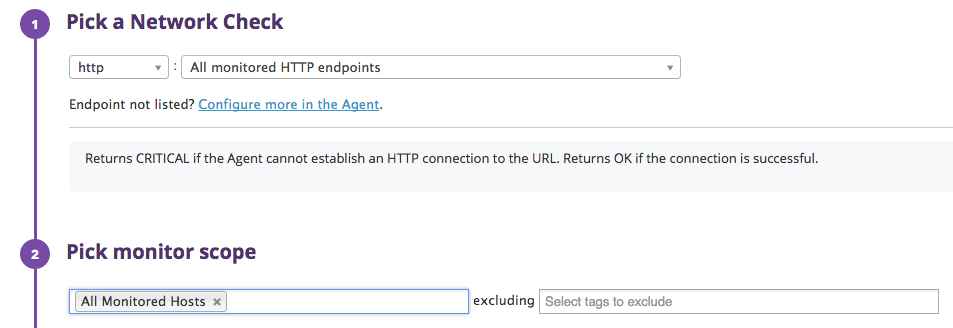 1 Pick a Network Check
http : All monitored HTTP endpoints
Endpoint not listed? Configure more in the Agent.
Returns CRITICAL if the Agent cannot establish an HTTP connection to the URL. Returns OK if the connection is successful.
2 Pick monitor scope
All Monitored Hosts × excluding Select tags to exclude